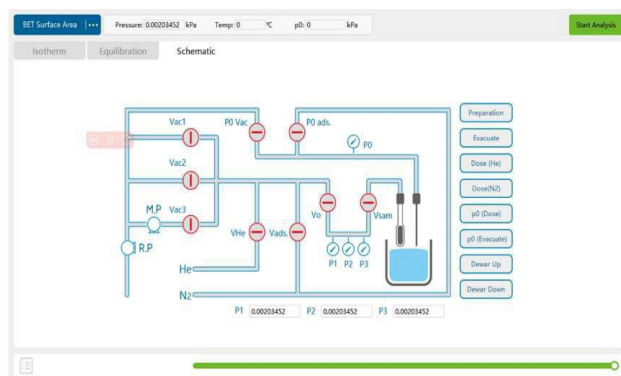 BET Surface Area
Pressure: 0.00203452 kPa Temp: 0 ℃ p0: 0 kPa
Start Analysis
Isotherm Equilibration Schematic
Preparation
Evacuate
Dose (He)
Dose(N2)
p0 (Dose)
p0 (Evacuate)
Dewar Up
Dewar Down
Vac1 P0 Vac P0 ads.
P0
Vac2
M.P Vac3
Vo Vsam
VHe Vads.
R.P
P1 P2 P3
He
N2
P1 0.00203452 P2 0.00203452 P3 0.00203452